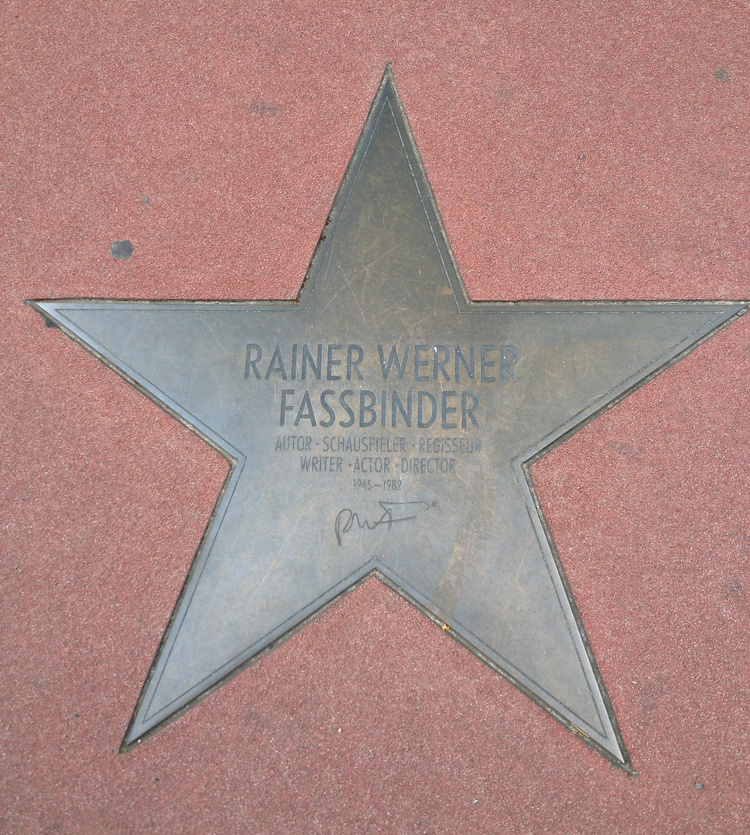 RAINER WERNER
FASSBINDER
AUTOR · SCHAUSPIELER · REGISSEUR
WRITER · ACTOR · DIRECTOR
1945–1982